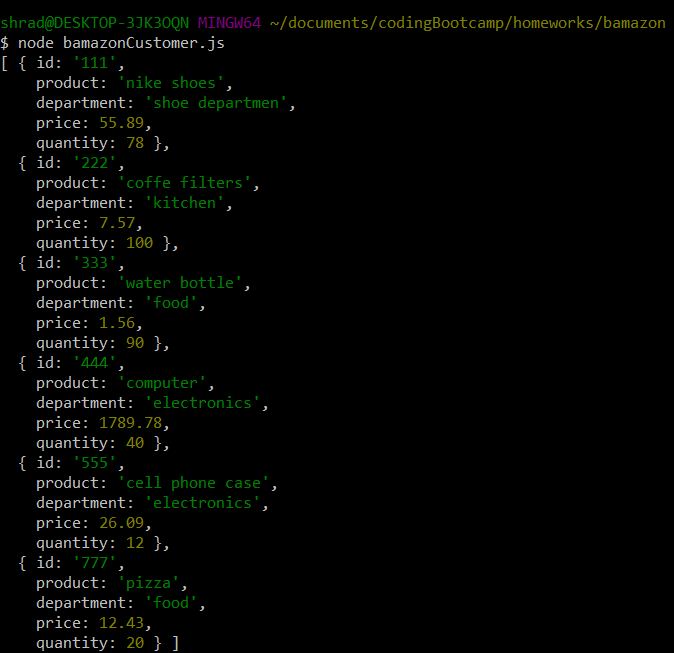 shrad@DESKTOP-3JK3OQN MINGW64 ~/documents/codingBootcamp/homeworks/bamazon
$ node bamazonCustomer.js
[ { id: '111',
    product: 'nike shoes',
    department: 'shoe departmen',
    price: 55.89,
    quantity: 78 },
  { id: '222',
    product: 'coffe filters',
    department: 'kitchen',
    price: 7.57,
    quantity: 100 },
  { id: '333',
    product: 'water bottle',
    department: 'food',
    price: 1.56,
    quantity: 90 },
  { id: '444',
    product: 'computer',
    department: 'electronics',
    price: 1789.78,
    quantity: 40 },
  { id: '555',
    product: 'cell phone case',
    department: 'electronics',
    price: 26.09,
    quantity: 12 },
  { id: '777',
    product: 'pizza',
    department: 'food',
    price: 12.43,
    quantity: 20 } ]